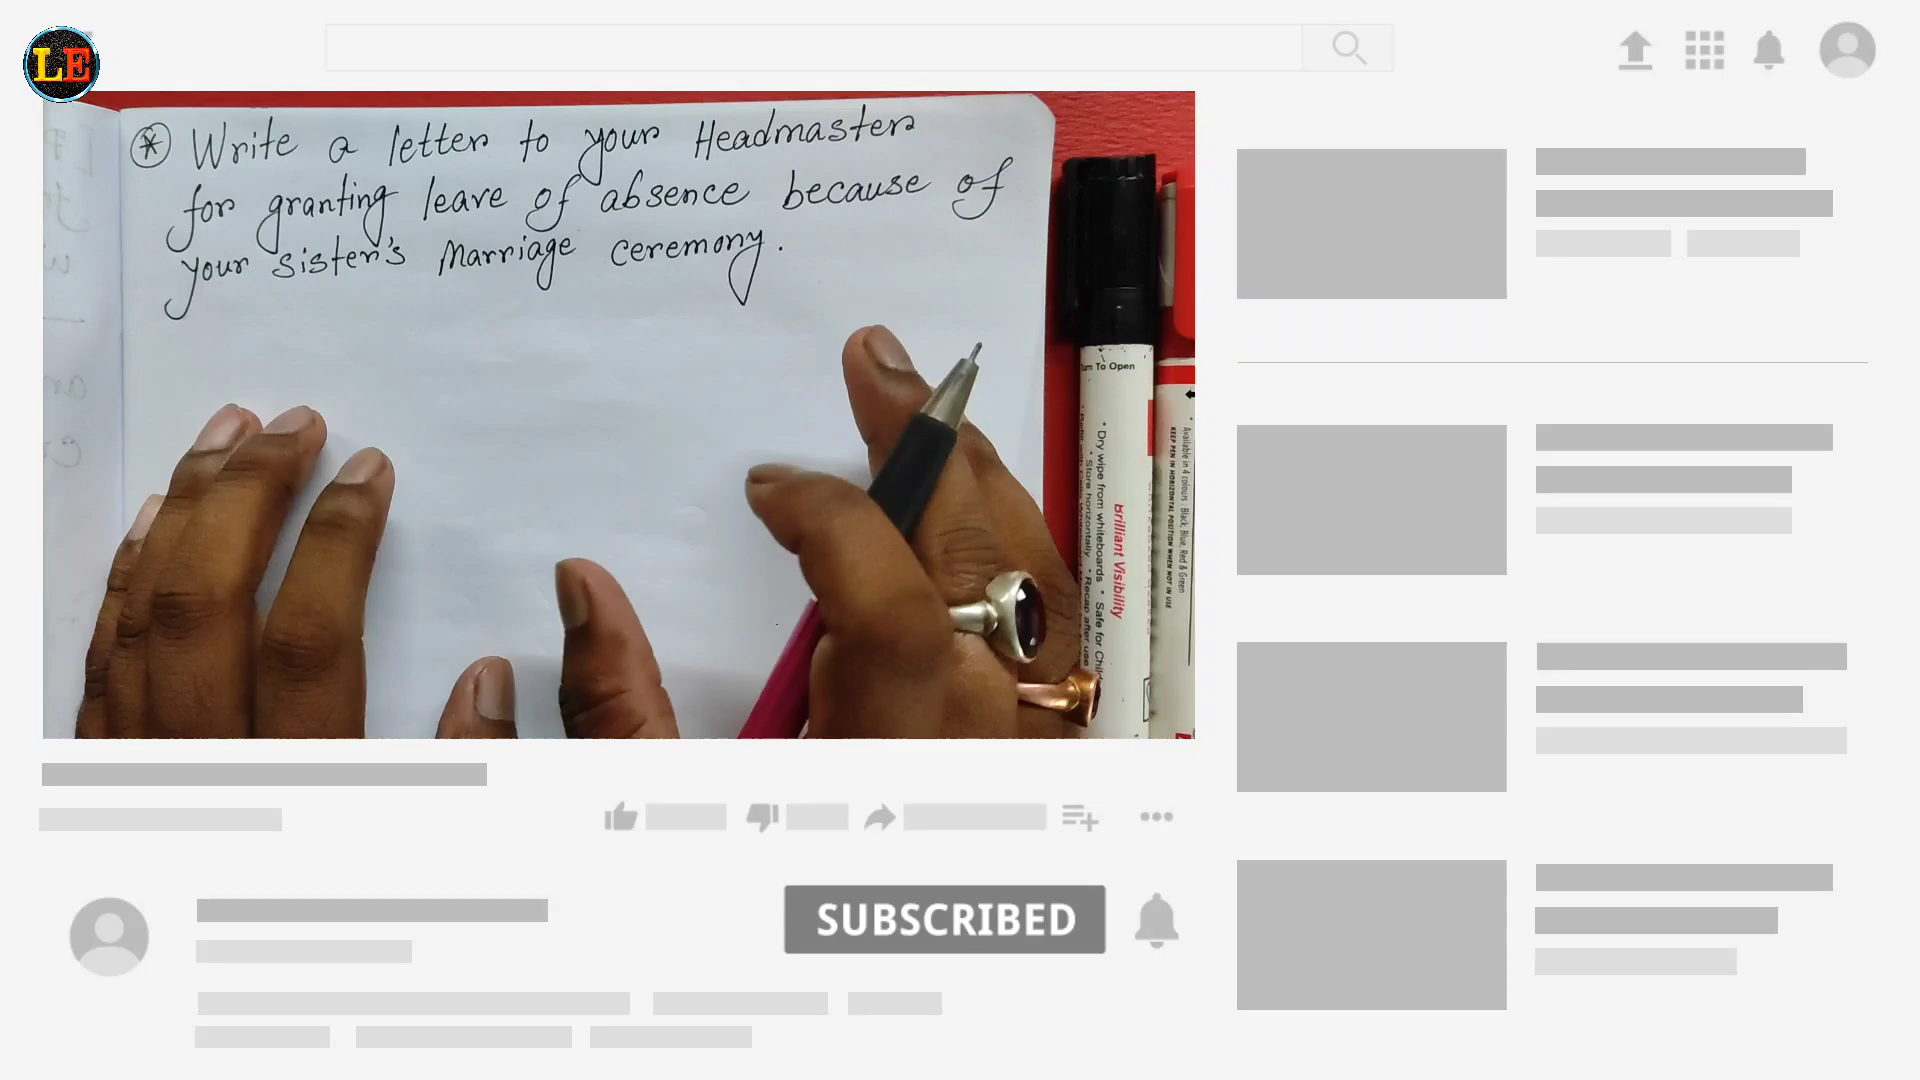 LE
* Write a letter to your Headmaster
for granting leave of absence because of
your sister's Marriage ceremony.
Turn To Open
• Dry wipe from whiteboards • Safe for
• Store horizontally. • Recap after use
Brilliant Visibility
• Available in 4 colours : Black, Blue, Red & Green
KEEP PEN IN HORIZONTAL POSITION WHEN NOT IN USE
SUBSCRIBED